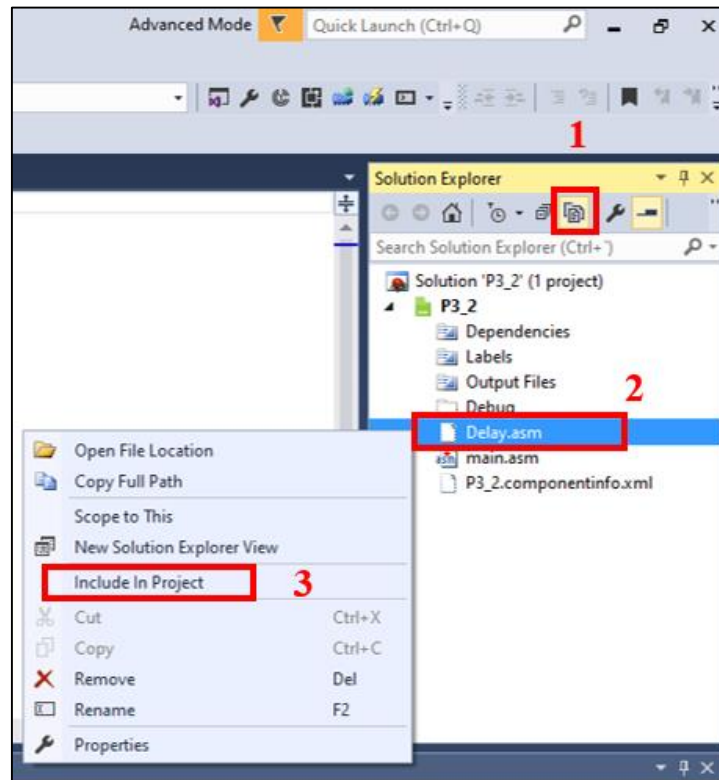 Advanced Mode
Quick Launch (Ctrl+Q)
1
Solution Explorer
Search Solution Explorer (Ctrl+¨)
Solution 'P3_2' (1 project)
P3_2
Dependencies
Labels
Output Files
2
Debug
Delay.asm
main.asm
P3_2.componentinfo.xml
Open File Location
Copy Full Path
Scope to This
New Solution Explorer View
Include In Project
3
Cut Ctrl+X
Copy Ctrl+C
Remove Del
Rename F2
Properties